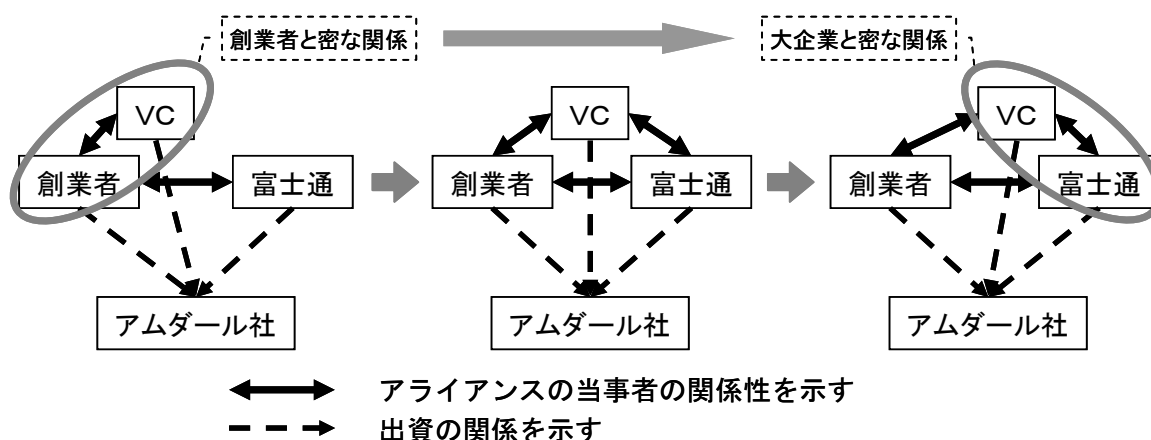 創業者と密な関係
大企業と密な関係
VC
創業者
富士通
アムダール社
VC
創業者
富士通
アムダール社
VC
創業者
富士通
アムダール社
アライアンスの当事者の関係性を示す
出資の関係を示す